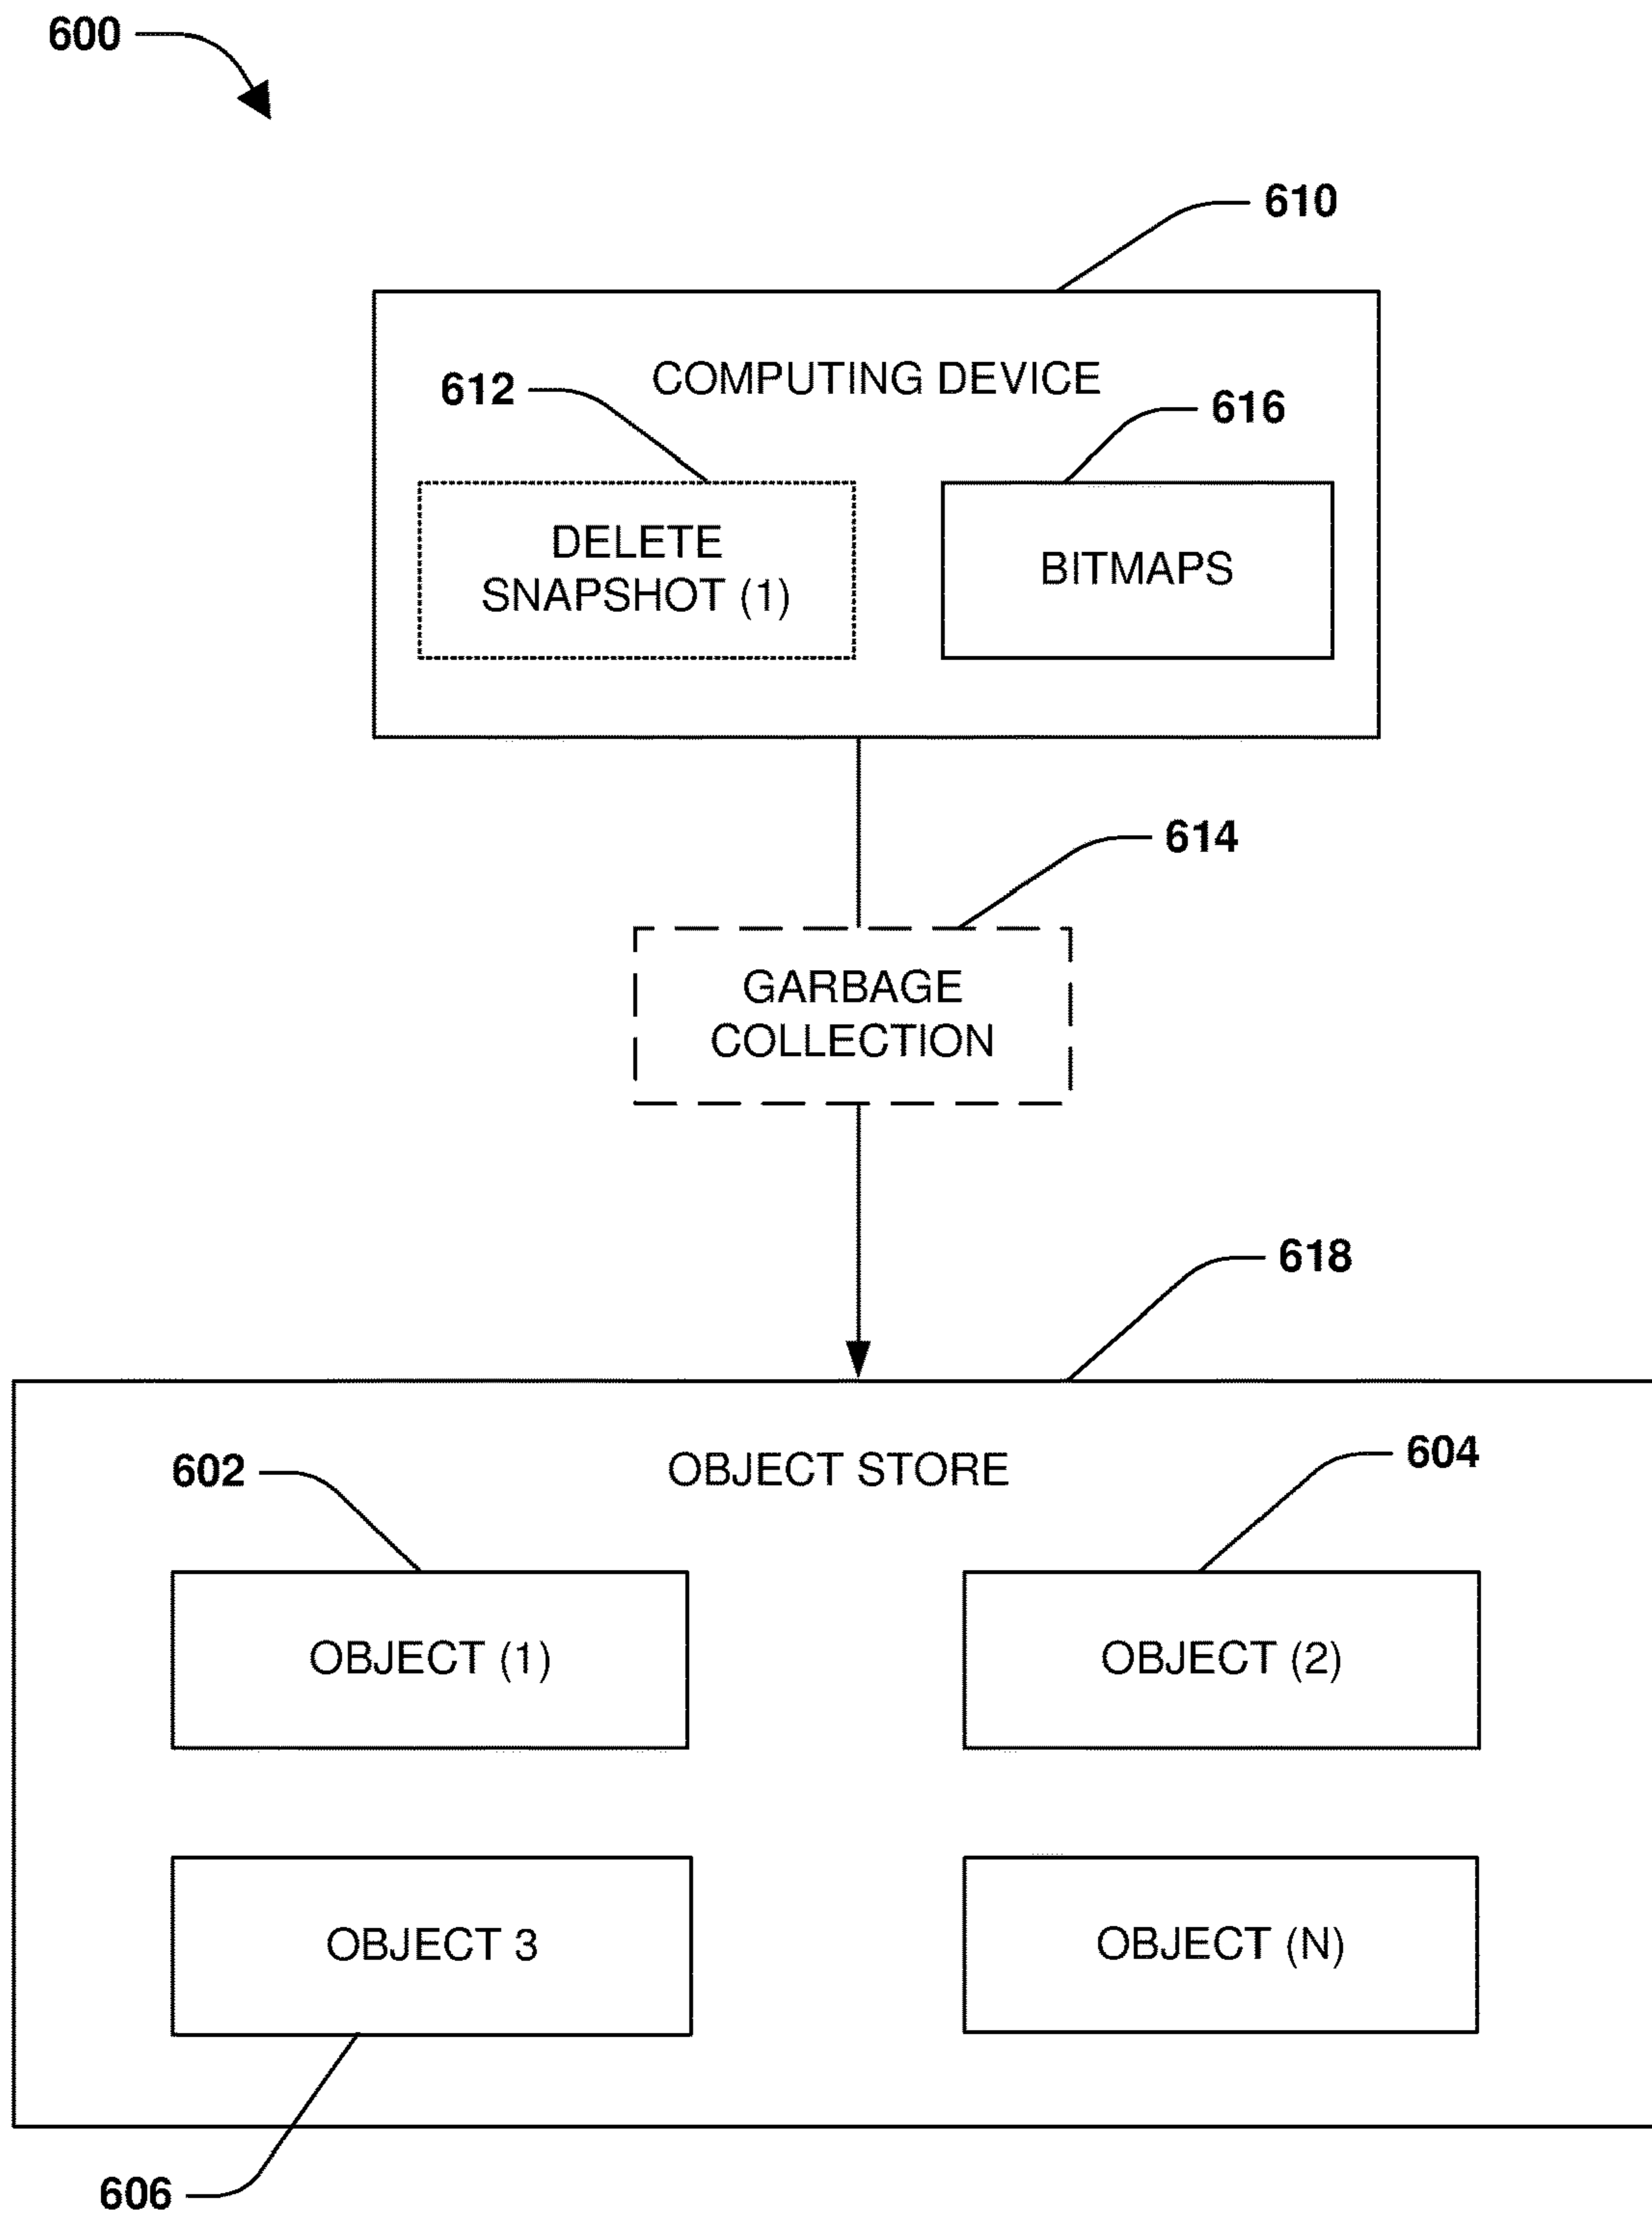 600
610
COMPUTING DEVICE
612
616
DELETE
SNAPSHOT (1)
BITMAPS
614
GARBAGE
COLLECTION
618
OBJECT STORE
602
604
OBJECT (1)
OBJECT (2)
OBJECT 3
OBJECT (N)
606